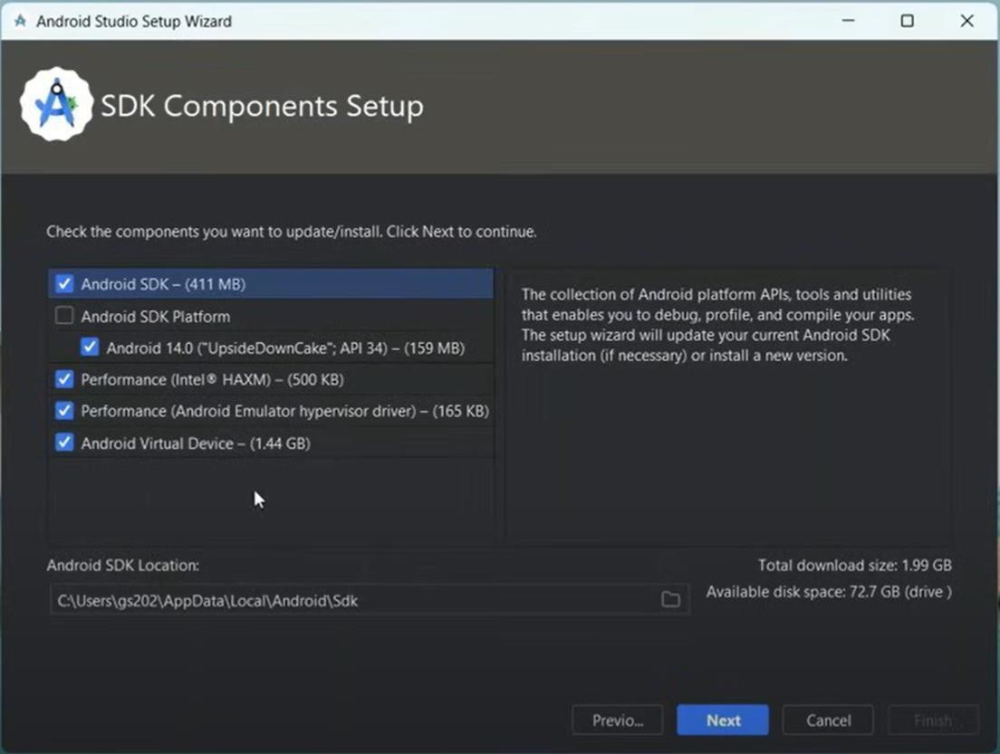 Android Studio Setup Wizard
SDK Components Setup
Check the components you want to update/install. Click Next to continue.
Android SDK – (411 MB)
Android SDK Platform
Android 14.0 ("UpsideDownCake"; API 34) – (159 MB)
Performance (Intel® HAXM) – (500 KB)
Performance (Android Emulator hypervisor driver) – (165 KB)
Android Virtual Device – (1.44 GB)
The collection of Android platform APIs, tools and utilities
that enables you to debug, profile, and compile your apps.
The setup wizard will update your current Android SDK
installation (if necessary) or install a new version.
Android SDK Location:
C:\Users\gs202\AppData\Local\Android\Sdk
Total download size: 1.99 GB
Available disk space: 72.7 GB (drive )
Previo...
Next
Cancel
Finish